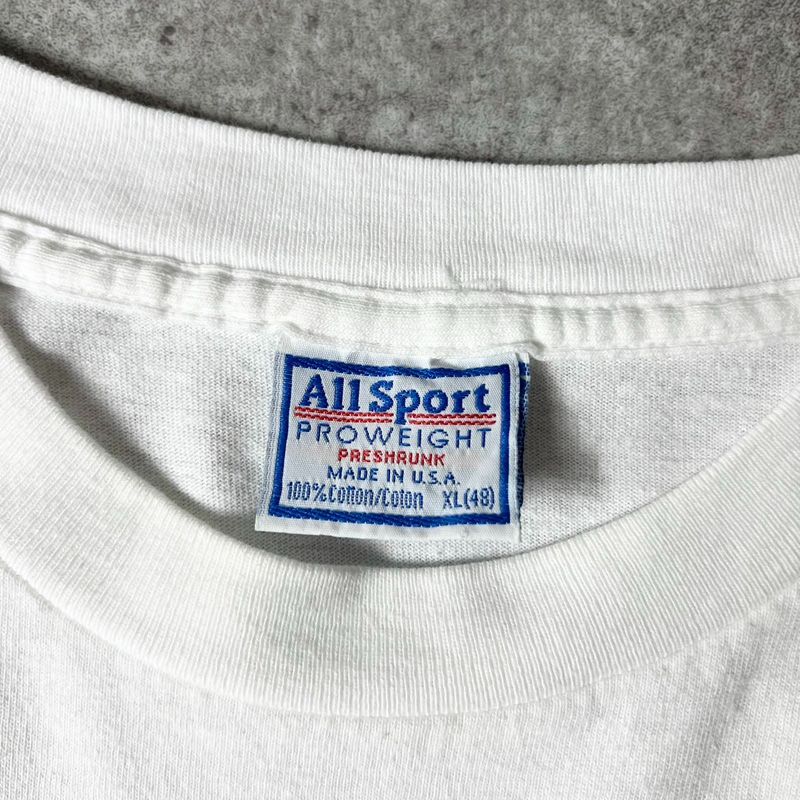 All Sport
PROWEIGHT
PRESHRUNK
MADE IN U.S.A.
100% Cotton/Coton XL(48)